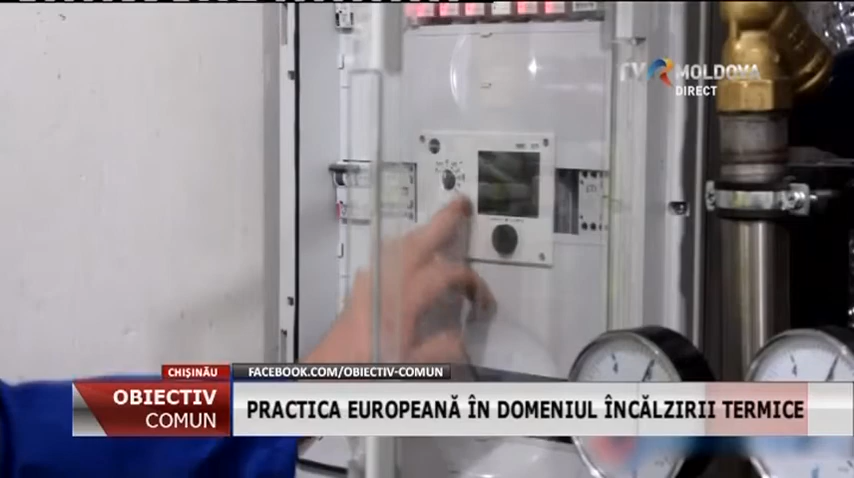 TVR MOLDOVA
DIRECT
CHIȘINĂU
FACEBOOK.COM/OBIECTIV-COMUN
OBIECTIV
COMUN
PRACTICA EUROPEANĂ ÎN DOMENIUL ÎNCĂLZIRII TERMICE